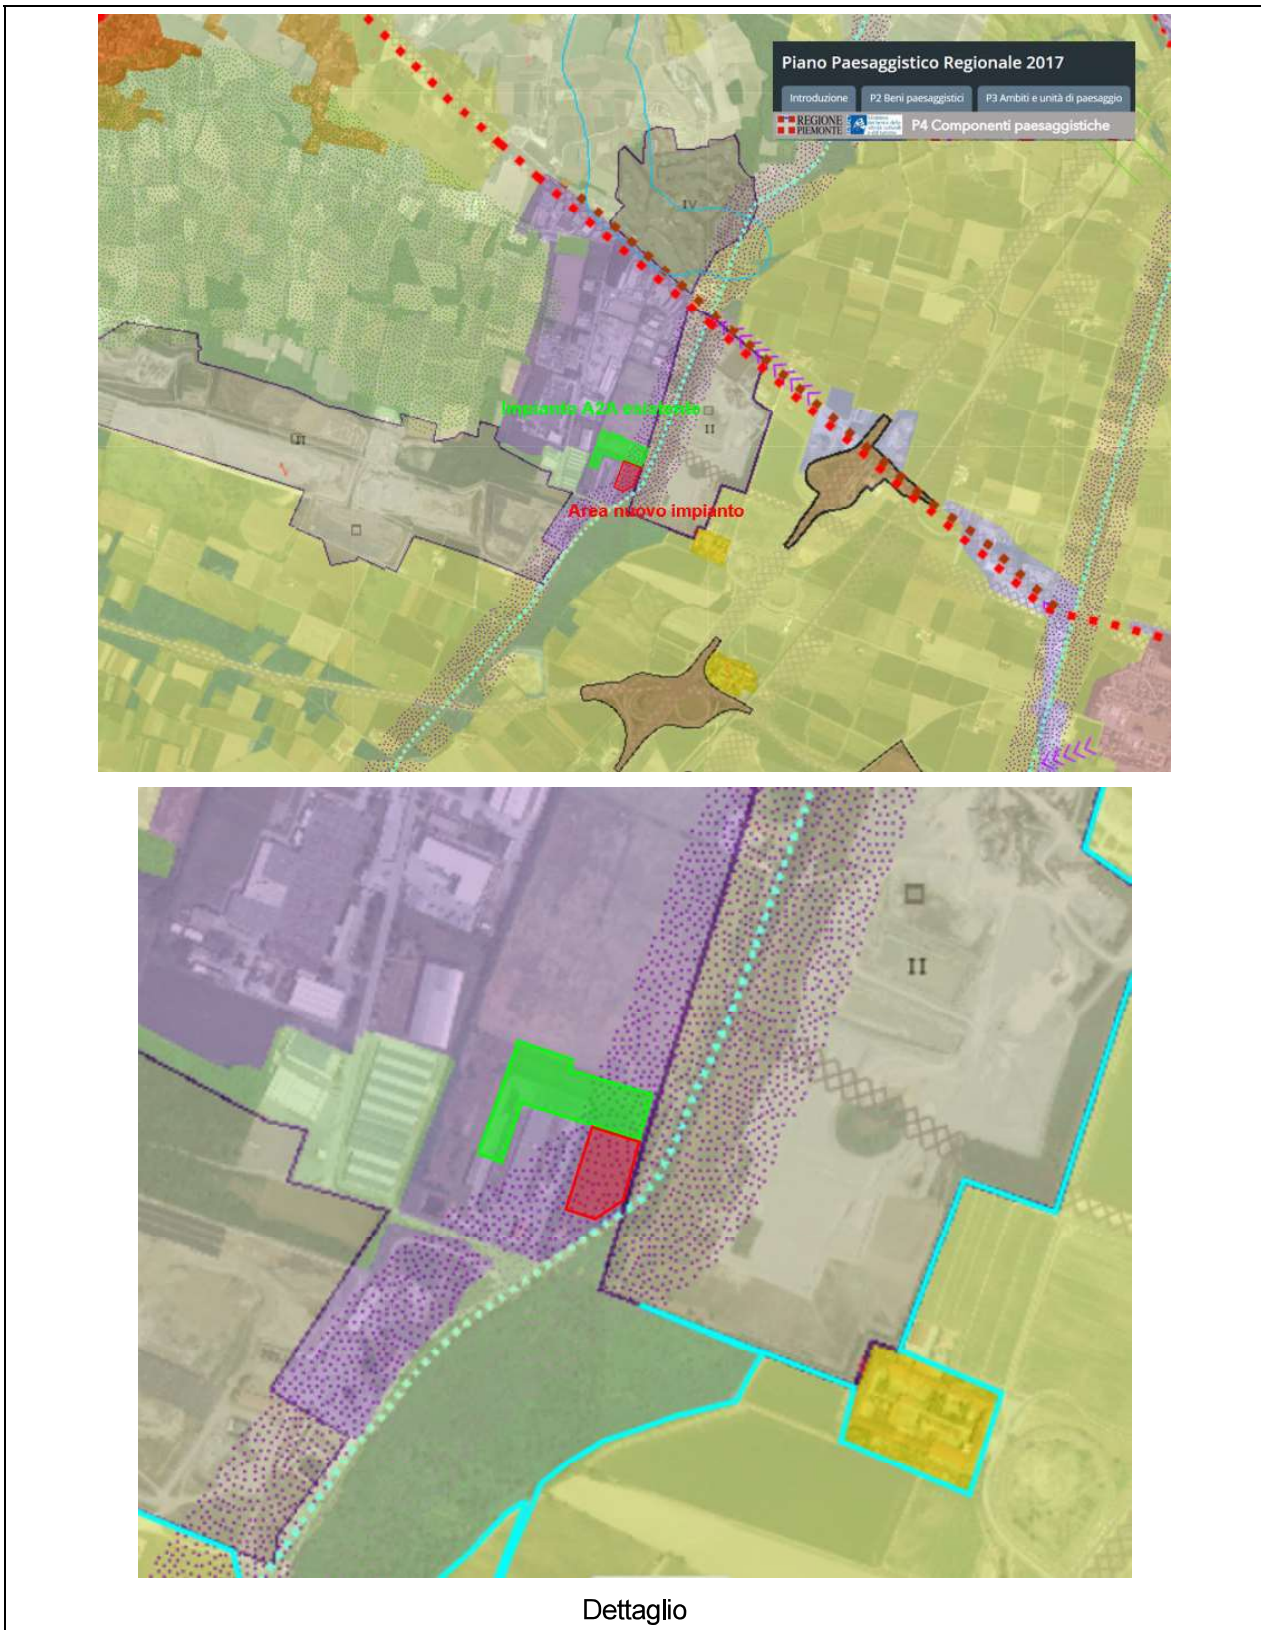 Piano Paesaggistico Regionale 2017
Introduzione P2 Beni paesaggistici P3 Ambiti e unità di paesaggio
REGIONE PIEMONTE P4 Componenti paesaggistiche
IV
Impianto A2A esistente
II
II
Area nuovo impianto
II
Dettaglio